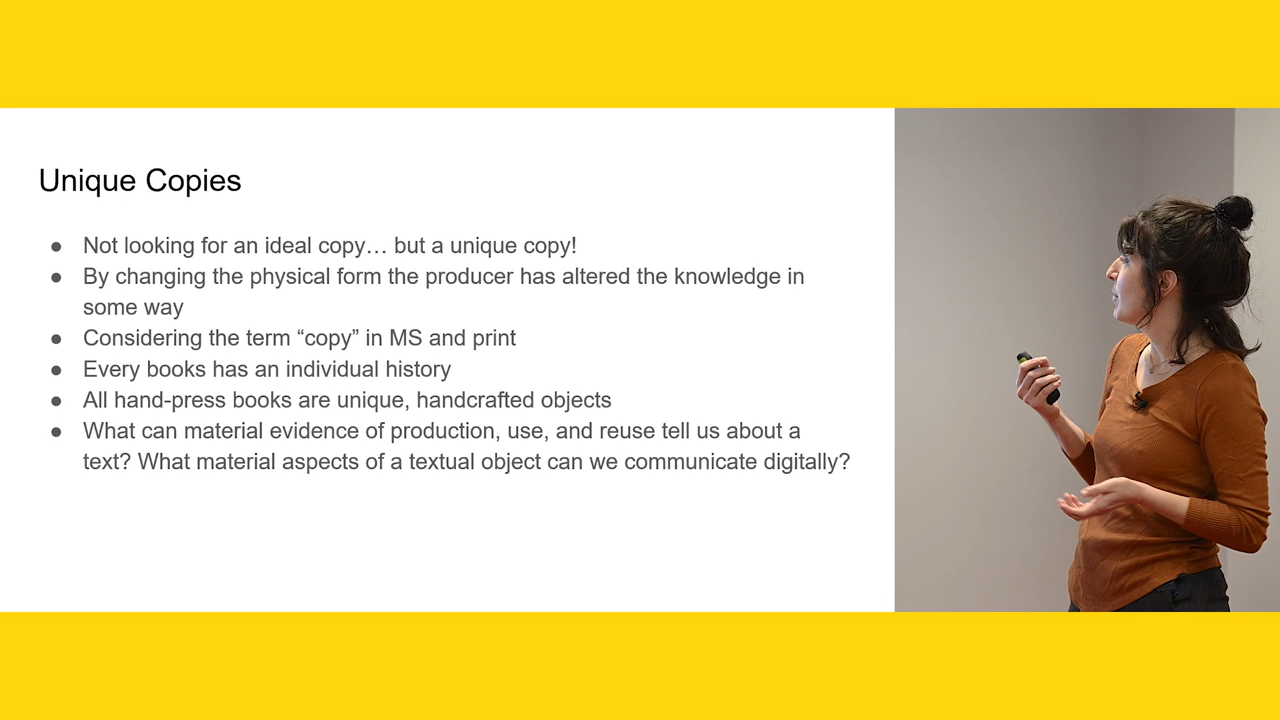 Unique Copies
● Not looking for an ideal copy… but a unique copy!
● By changing the physical form the producer has altered the knowledge in
some way
● Considering the term “copy” in MS and print
● Every books has an individual history
● All hand-press books are unique, handcrafted objects
● What can material evidence of production, use, and reuse tell us about a
text? What material aspects of a textual object can we communicate digitally?